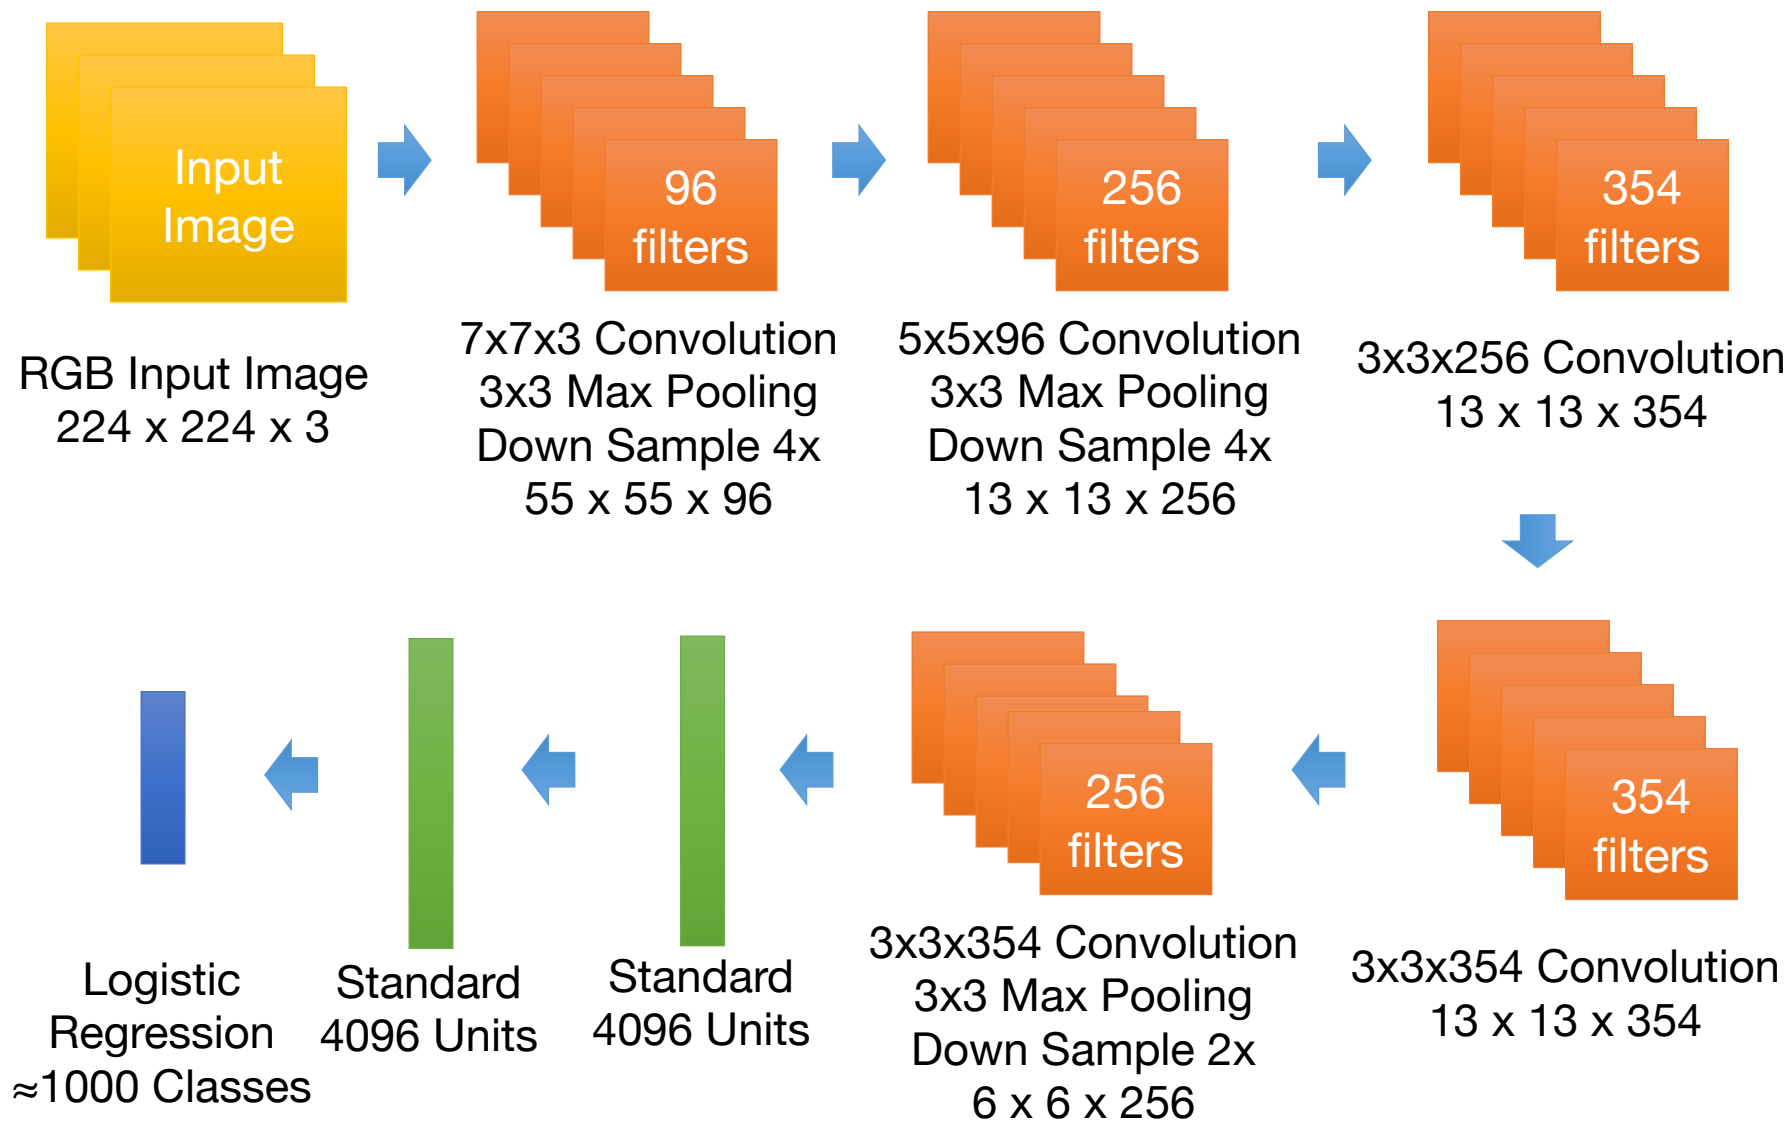 Input
Image
RGB Input Image
224 x 224 x 3
96
filters
7x7x3 Convolution
3x3 Max Pooling
Down Sample 4x
55 x 55 x 96
256
filters
5x5x96 Convolution
3x3 Max Pooling
Down Sample 4x
13 x 13 x 256
354
filters
3x3x256 Convolution
13 x 13 x 354
354
filters
3x3x354 Convolution
13 x 13 x 354
256
filters
3x3x354 Convolution
3x3 Max Pooling
Down Sample 2x
6 x 6 x 256
Standard
4096 Units
Standard
4096 Units
Logistic
Regression
≈1000 Classes